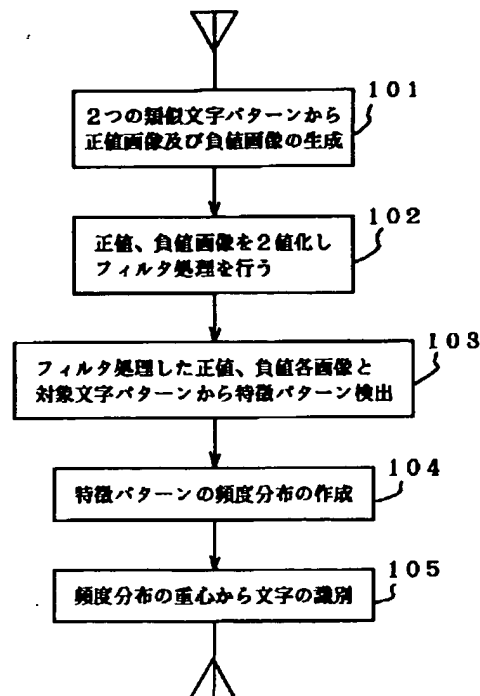 101
2つの類似文字パターンから
正値画像及び負値画像の生成
102
正値、負値画像を2値化し
フィルタ処理を行う
103
フィルタ処理した正値、負値各画像と
対象文字パターンから特徴パターン検出
104
特徴パターンの頻度分布の作成
105
頻度分布の重心から文字の識別